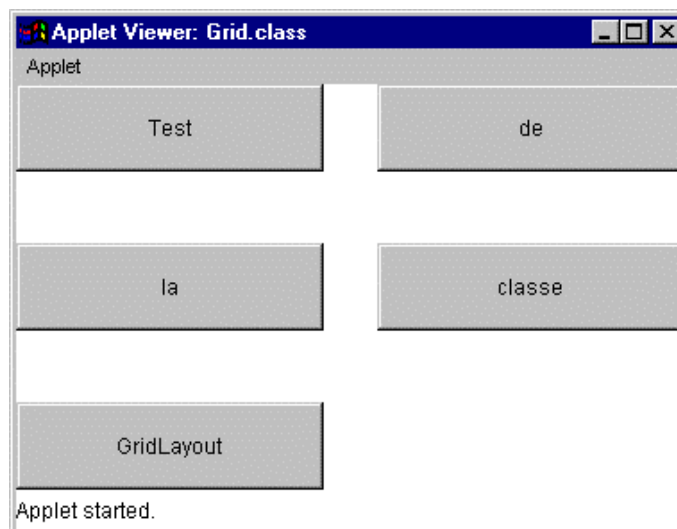 Applet Viewer: Grid.class
Applet
Test de
la classe
GridLayout
Applet started.